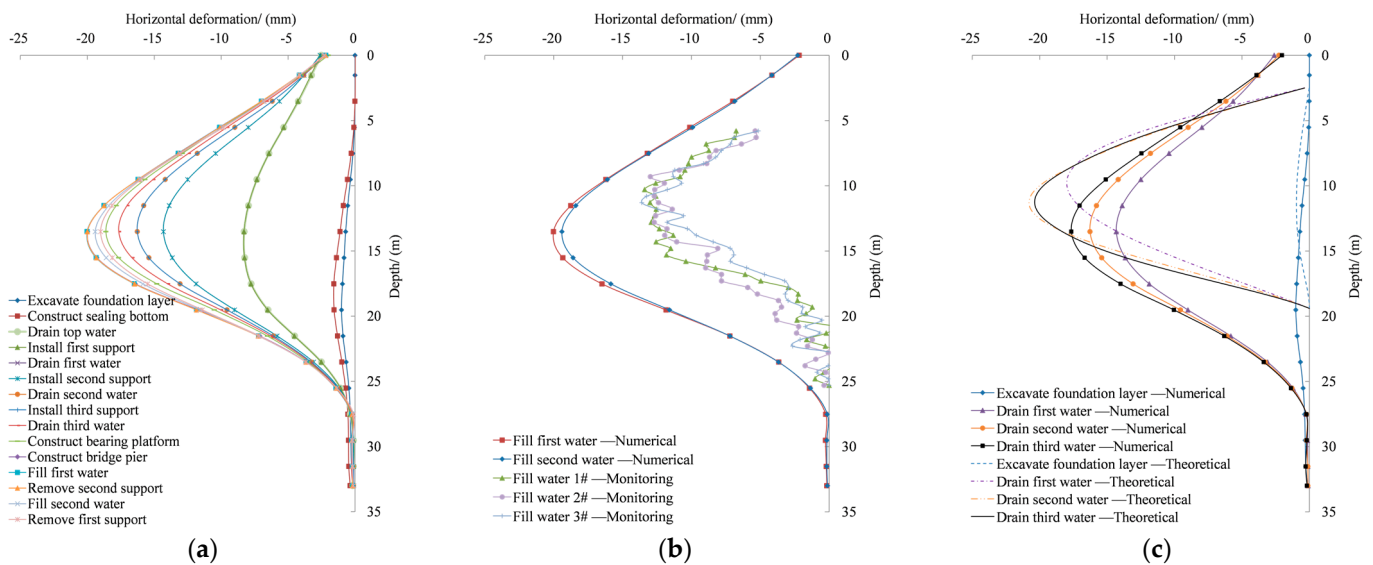 Horizontal deformation/ (mm)
-25 -20 -15 -10 -5 0
0
5
10
15
20
25
30
35
Depth/ (m)
Excavate foundation layer
Construct sealing bottom
Drain top water
Install first support
Drain first water
Install second support
Drain second water
Install third support
Drain third water
Construct bearing platform
Construct bridge pier
Fill first water
Remove second support
Fill second water
Remove first support
(a)
Horizontal deformation/ (mm)
-25 -20 -15 -10 -5 0
0
5
10
15
20
25
30
35
Depth/ (m)
Fill first water —Numerical
Fill second water —Numerical
Fill water 1# —Monitoring
Fill water 2# —Monitoring
Fill water 3# —Monitoring
(b)
Horizontal deformation/ (mm)
-25 -20 -15 -10 -5 0
0
5
10
15
20
25
30
35
Depth/ (m)
Excavate foundation layer —Numerical
Drain first water —Numerical
Drain second water —Numerical
Drain third water —Numerical
Excavate foundation layer —Theoretical
Drain first water —Theoretical
Drain second water —Theoretical
Drain third water —Theoretical
(c)